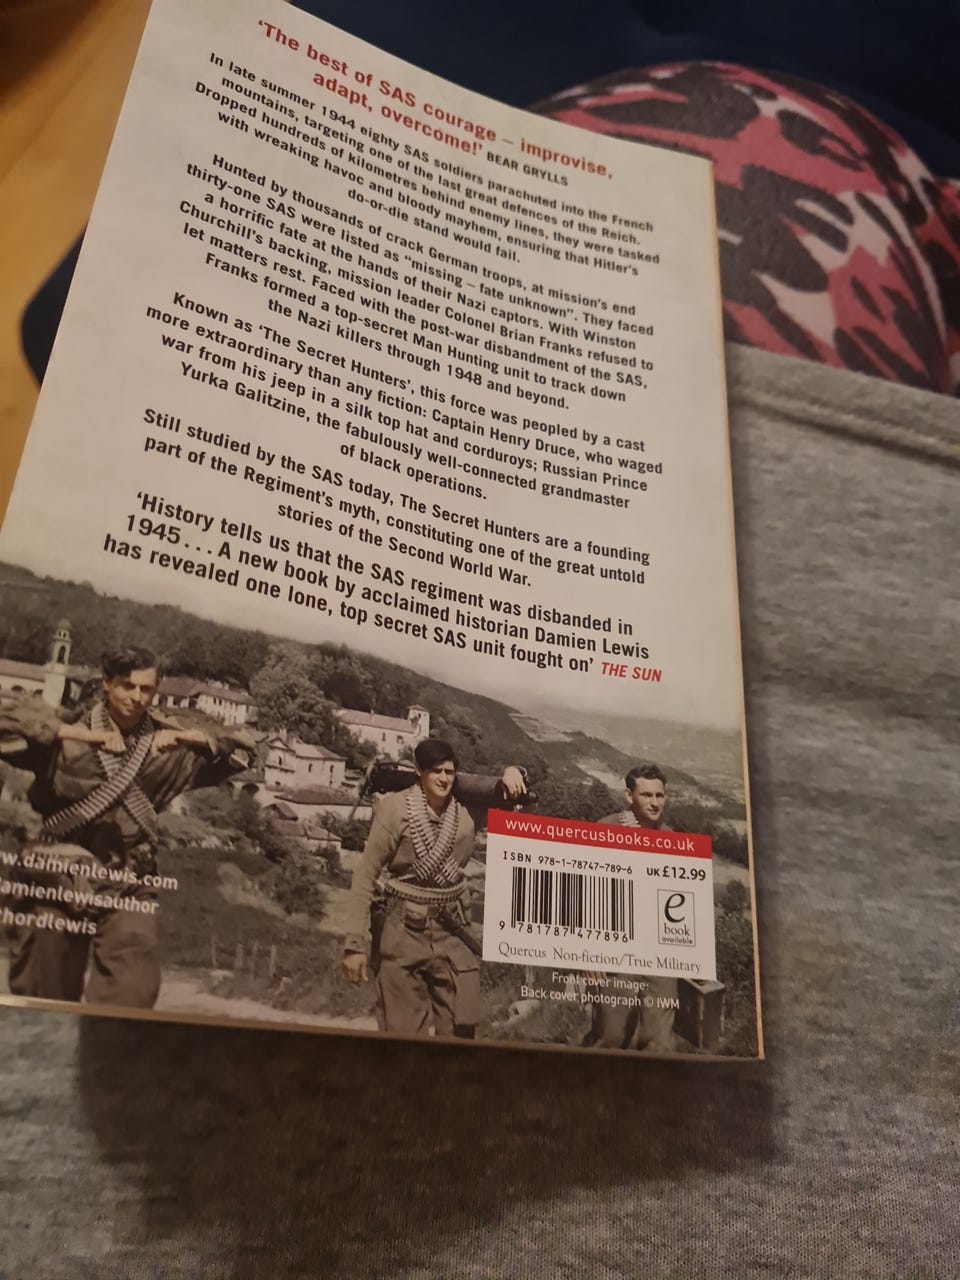 ‘The best of SAS courage – improvise,
adapt, overcome!’ BEAR GRYLLS
In late summer 1944 eighty SAS soldiers parachuted into the French
mountains, targeting one of the last great defences of the Reich.
Dropped hundreds of kilometres behind enemy lines, they were tasked
with wreaking havoc and bloody mayhem, ensuring that Hitler's
do-or-die stand would fail.
Hunted by thousands of crack German troops, at mission's end
thirty-one SAS were listed as "missing – fate unknown". They faced
a horrific fate at the hands of their Nazi captors. With Winston
Churchill's backing, mission leader Colonel Brian Franks refused to
let matters rest. Faced with the post-war disbandment of the SAS,
Franks formed a top-secret Man Hunting unit to track down
the Nazi killers through 1948 and beyond.
Known as ‘The Secret Hunters’, this force was peopled by a cast
more extraordinary than any fiction: Captain Henry Druce, who waged
war from his jeep in a silk top hat and corduroys; Russian Prince
Yurka Galitzine, the fabulously well-connected grandmaster
of black operations.
Still studied by the SAS today, The Secret Hunters are a founding
part of the Regiment's myth, constituting one of the great untold
stories of the Second World War.
‘History tells us that the SAS regiment was disbanded in
1945 . . . A new book by acclaimed historian Damien Lewis
has revealed one lone, top secret SAS unit fought on’ THE SUN
w.damienlewis.com
damienlewisauthor
thordlewis
www.quercusbooks.co.uk
ISBN 978-1-78747-789-6 UK £12.99
9 781787 477896
e
book
available
Quercus Non-fiction/True Military
Front cover image:
Back cover photograph © IWM